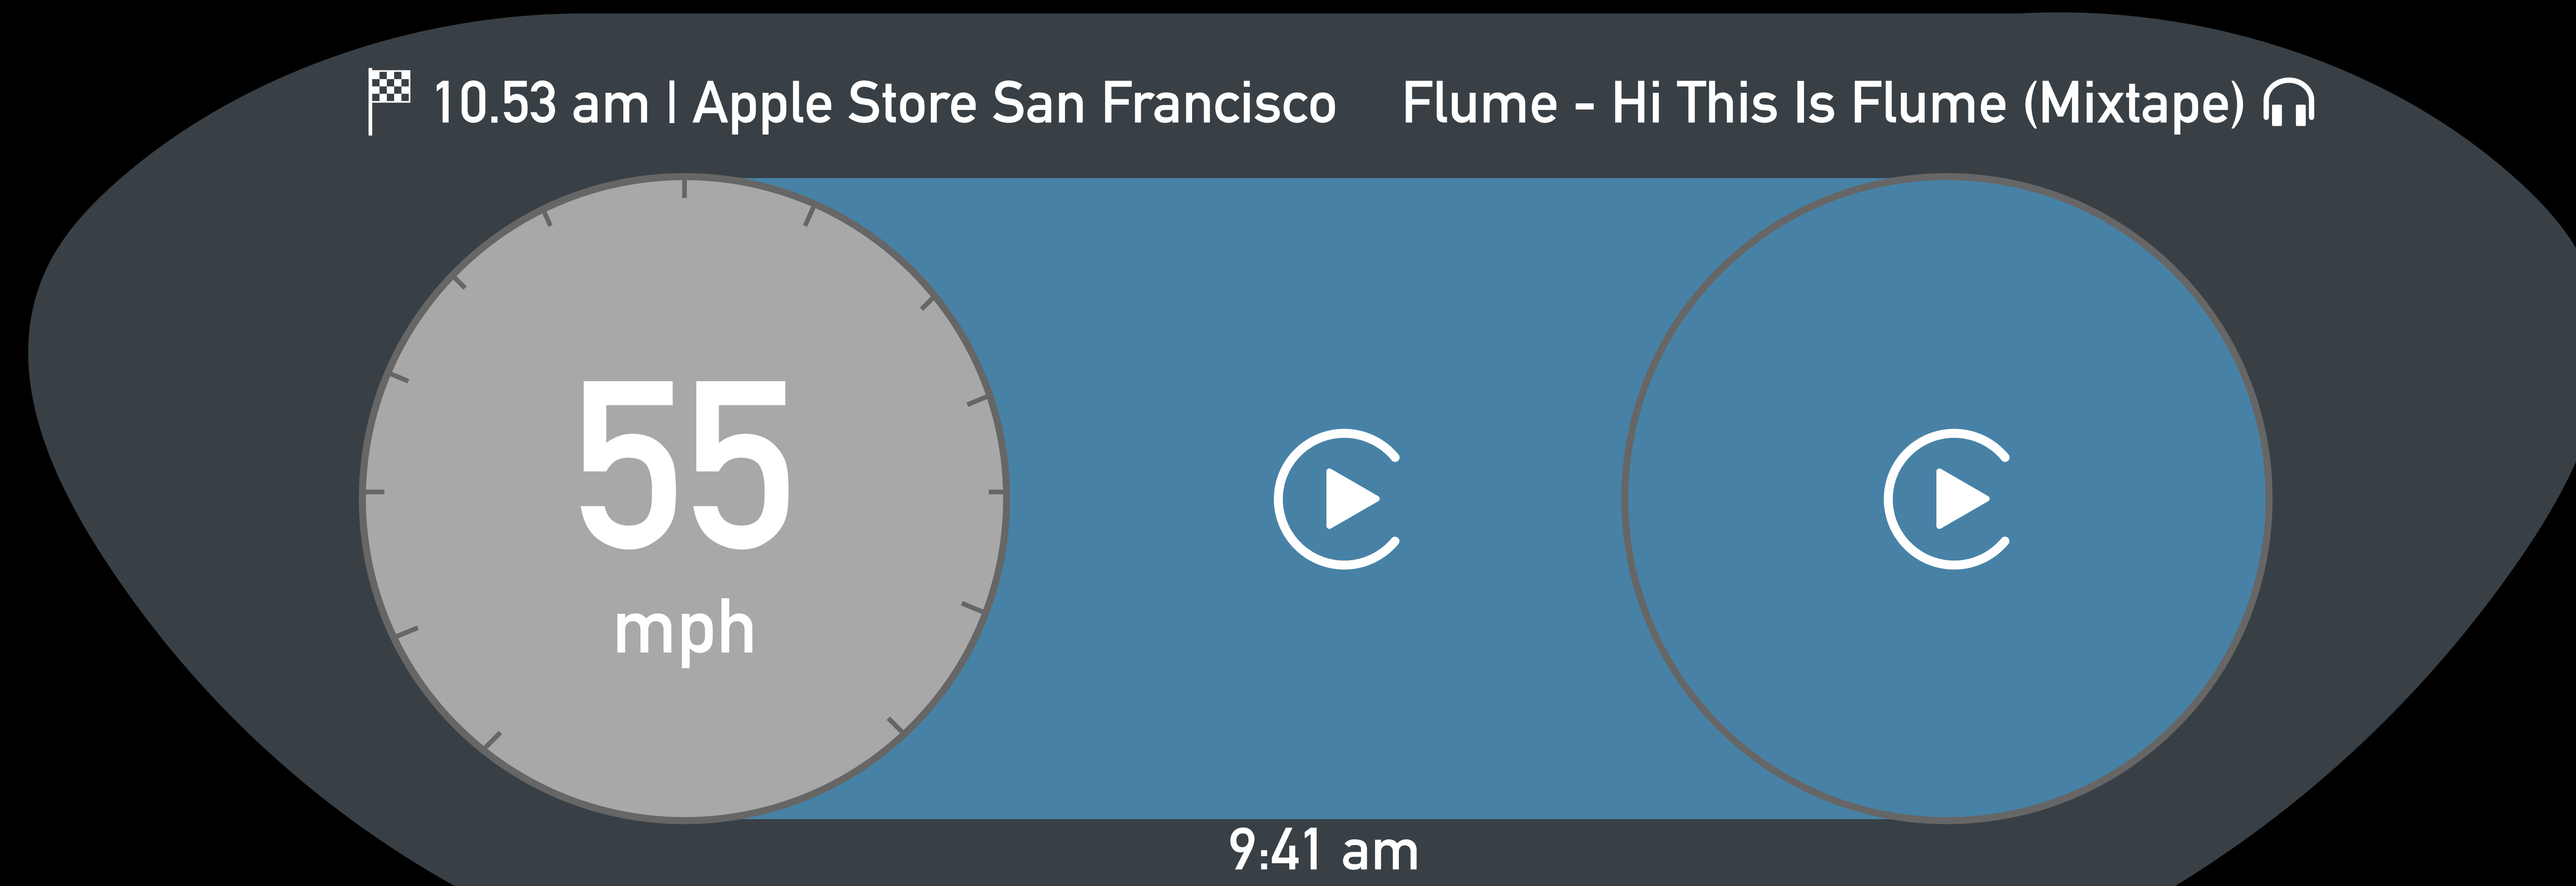 10.53 am | Apple Store San Francisco
Flume - Hi This Is Flume (Mixtape)
55
mph
9:41 am